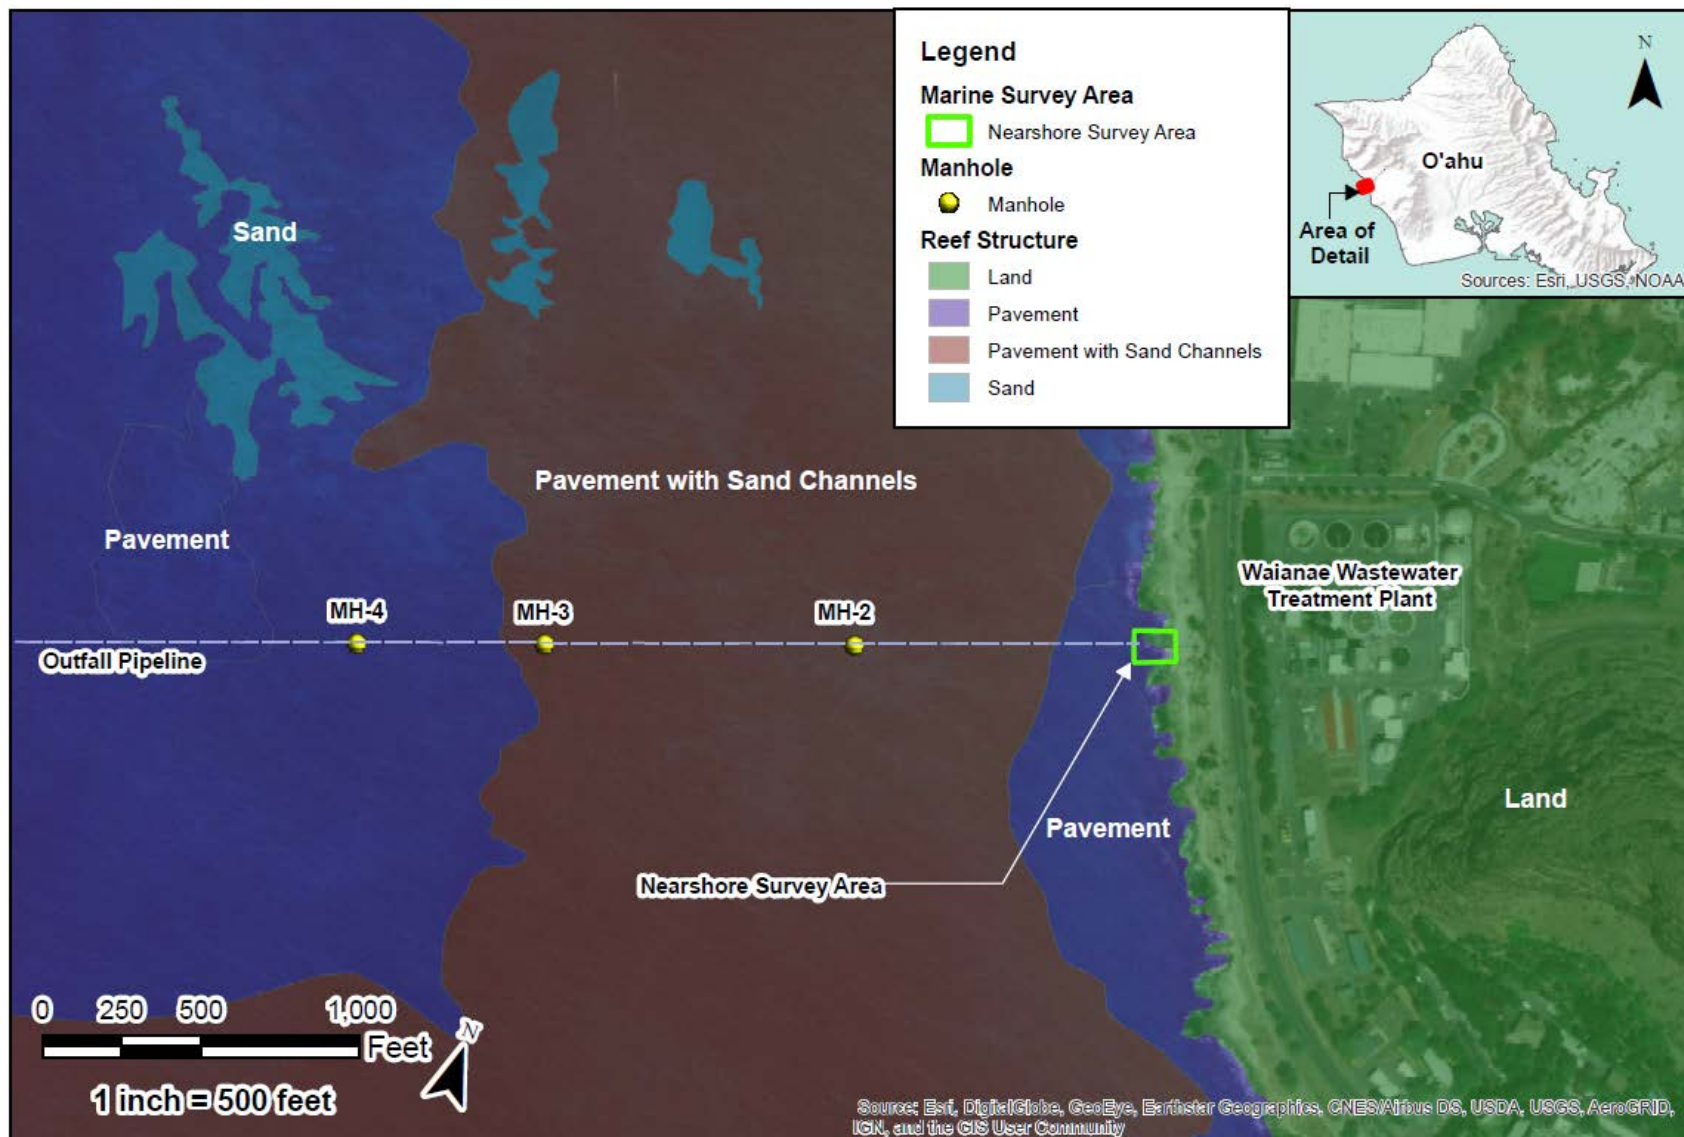 Legend
Marine Survey Area
Nearshore Survey Area
Manhole
Manhole
Reef Structure
Land
Pavement
Pavement with Sand Channels
Sand
N
O'ahu
Area of
Detail
Sources: Esri, USGS, NOAA
Sand
Pavement with Sand Channels
Pavement
Waianae Wastewater
Treatment Plant
MH-4
MH-3
MH-2
Outfall Pipeline
Land
Pavement
Nearshore Survey Area
0 250 500 1,000
Feet
N
1 inch = 500 feet
Source: Esri, DigitalGlobe, GeoEye, Earthstar Geographics, CNES/Airbus DS, USDA, USGS, AeroGRID,
IGN, and the GIS User Community